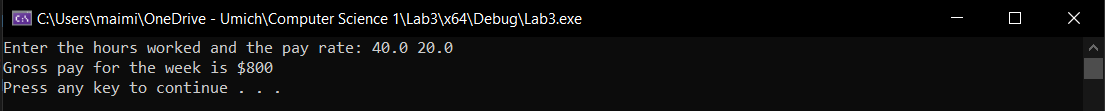 C:\Users\maimi\OneDrive - Umich\Computer Science 1\Lab3\x64\Debug\Lab3.exe
Enter the hours worked and the pay rate: 40.0 20.0
Gross pay for the week is $800
Press any key to continue . . .